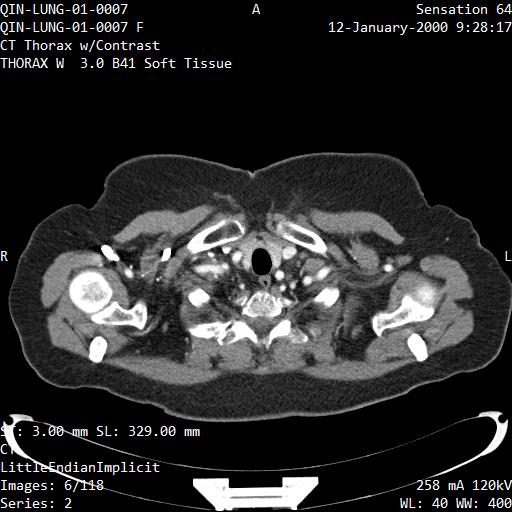 QIN-LUNG-01-0007 A Sensation 64
QIN-LUNG-01-0007 F 12-January-2000 9:28:17
CT Thorax w/Contrast
THORAX W 3.0 B41 Soft Tissue
R L
ST: 3.00 mm SL: 329.00 mm
CT
LittleEndianImplicit
Images: 6/118 258 mA 120kV
Series: 2 WL: 40 WW: 400